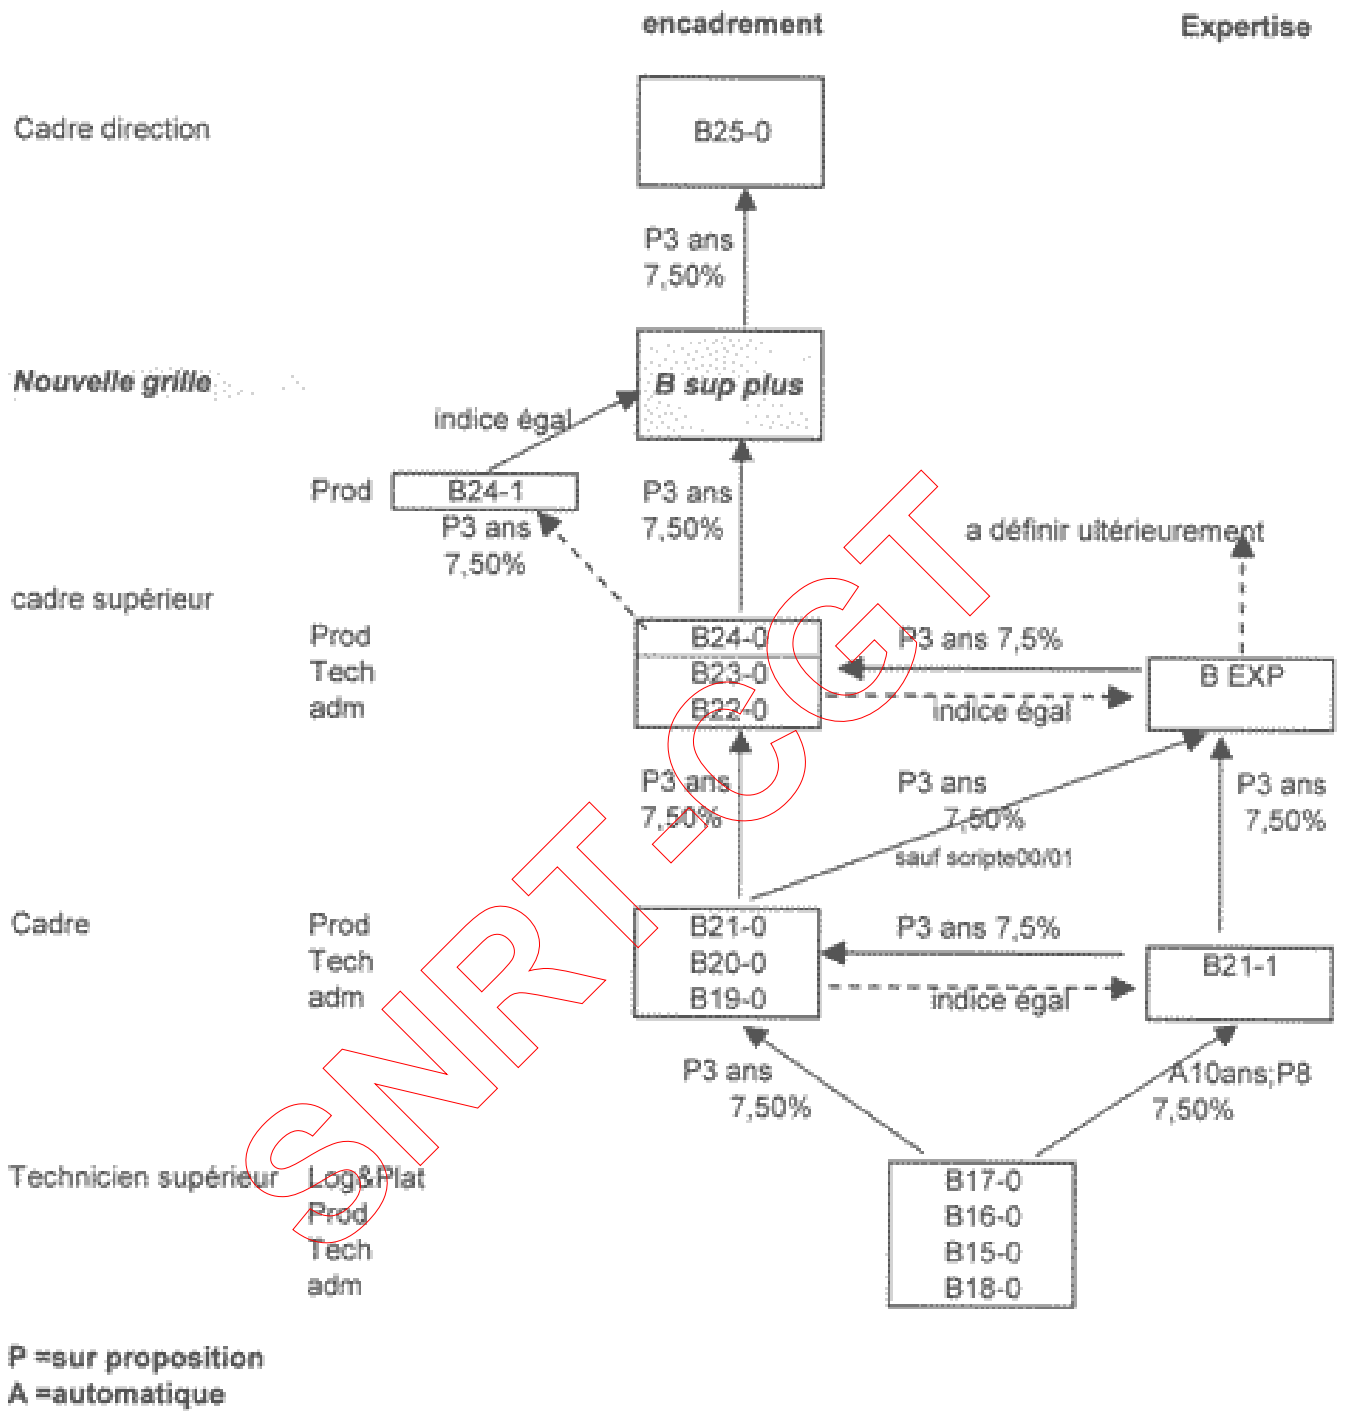 encadrement Expertise
Cadre direction B25-0
P3 ans
7,50%
Nouvelle grille B sup plus
indice égal
Prod B24-1 P3 ans
P3 ans 7,50%
7,50%
a définir ultérieurement
cadre supérieur
Prod B24-0 P3 ans 7,5%
Tech B23-0 B EXP
adm B22-0 indice égal
P3 ans P3 ans P3 ans
7,50% 7,50% 7,50%
sauf scripte00/01
Cadre Prod B21-0 P3 ans 7,5%
Tech B20-0 B21-1
adm B19-0 indice égal
P3 ans A10ans;P8
7,50% 7,50%
Technicien supérieur Log&Plat B17-0
Prod B16-0
Tech B15-0
adm B18-0
P =sur proposition
A =automatique
SNRT-CGT